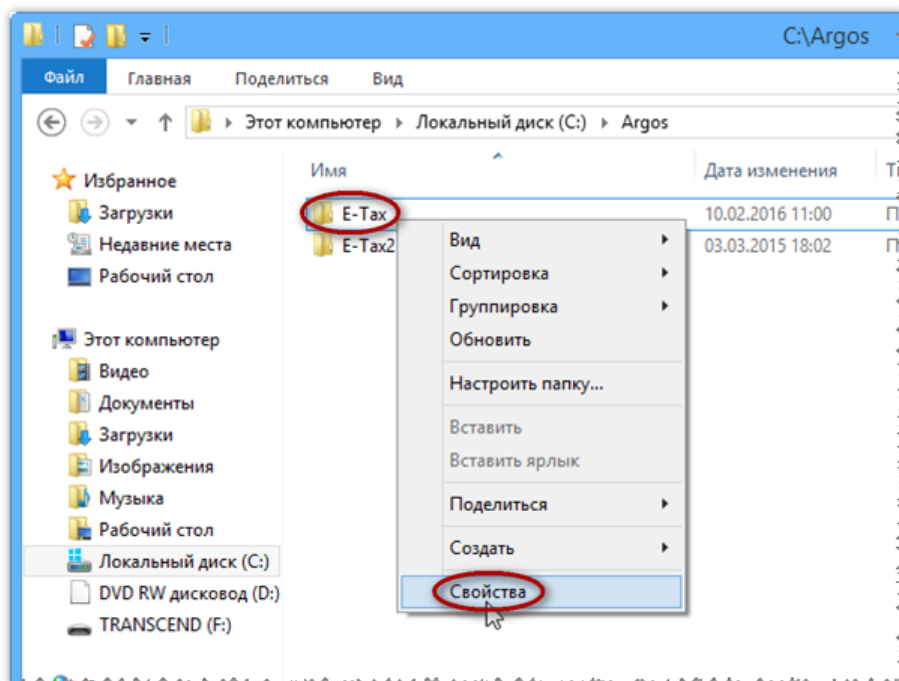 C:\Argos
Файл Главная Поделиться Вид
Этот компьютер Локальный диск (C:) Argos
Имя Дата изменения
Избранное
Загрузки
Недавние места
Рабочий стол
Этот компьютер
Видео
Документы
Загрузки
Изображения
Музыка
Рабочий стол
Локальный диск (C:)
DVD RW дисковод (D:)
TRANSCEND (F:)
E-Tax 10.02.2016 11:00
E-Tax2 03.03.2015 18:02
Вид
Сортировка
Группировка
Обновить
Настроить папку...
Вставить
Вставить ярлык
Поделиться
Создать
Свойства